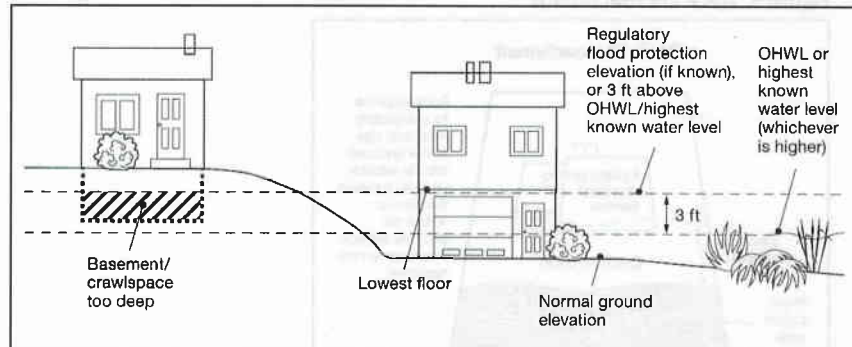 Regulatory
flood protection
elevation (if known),
or 3 ft above
OHWL/highest
known water level
OHWL or
highest
known
water level
(whichever
is higher)
3 ft
Basement/
crawlspace
too deep
Lowest floor
Normal ground
elevation